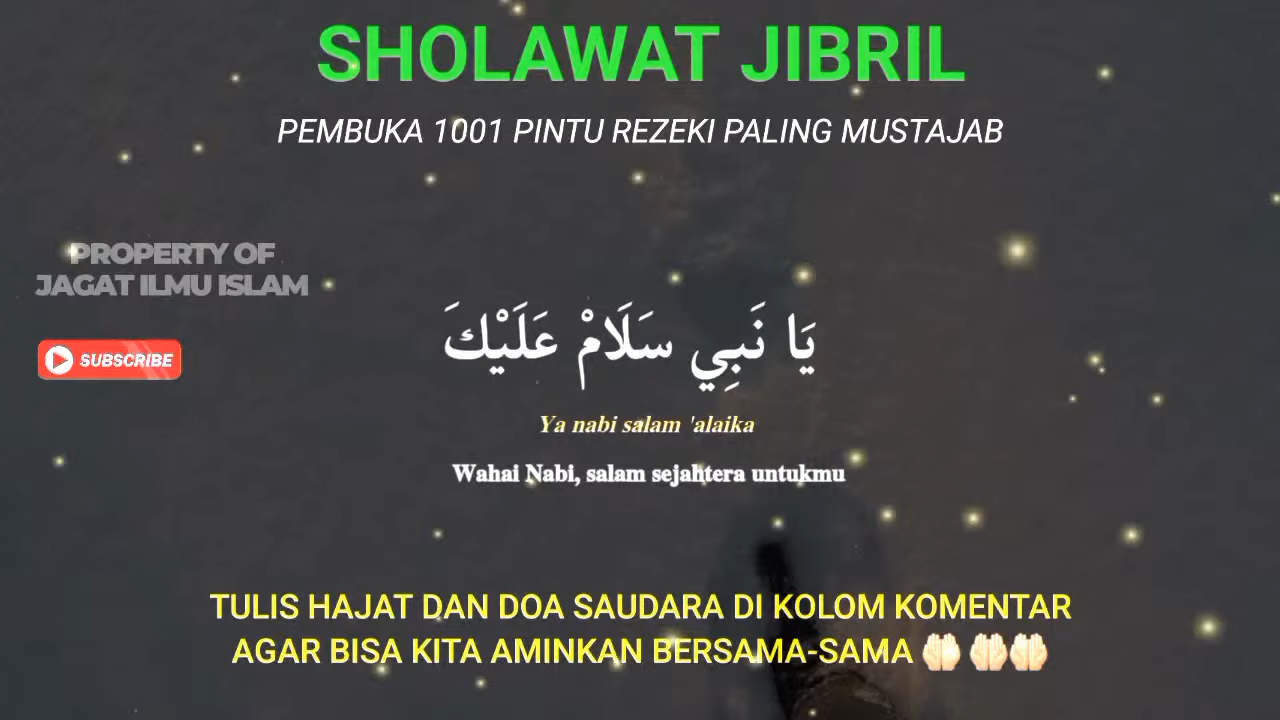 SHOLAWAT JIBRIL
PEMBUKA 1001 PINTU REZEKI PALING MUSTAJAB
PROPERTY OF
JAGAT ILMU ISLAM
SUBSCRIBE
يَا نَبِي سَلَامْ عَلَيْكَ
Ya nabi salam 'alaika
Wahai Nabi, salam sejahtera untukmu
TULIS HAJAT DAN DOA SAUDARA DI KOLOM KOMENTAR
AGAR BISA KITA AMINKAN BERSAMA-SAMA 🤲🏻 🤲🏻🤲🏻